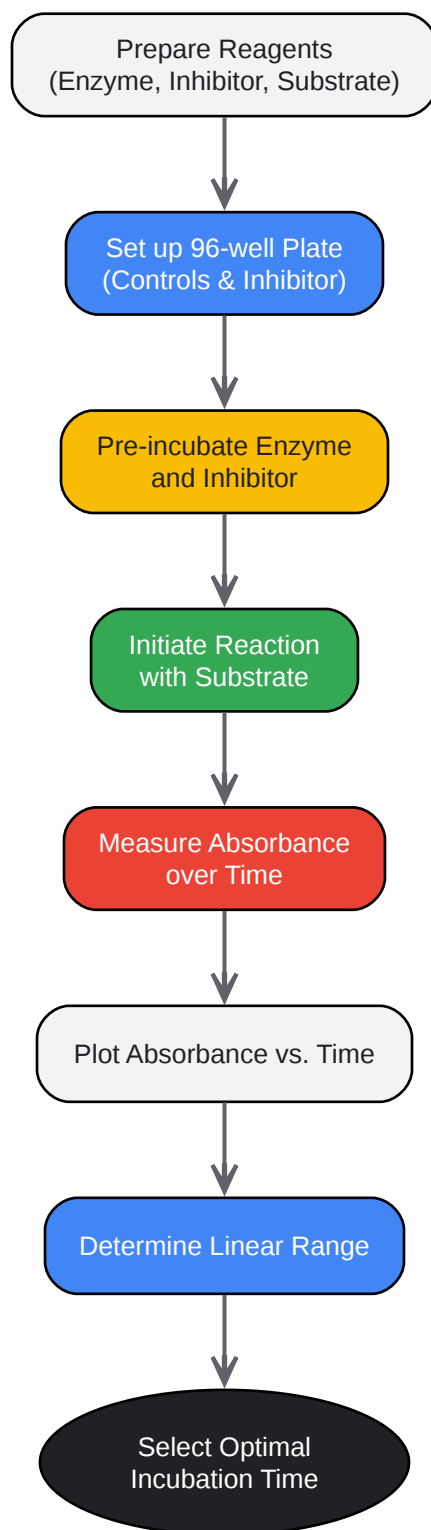 Prepare Reagents
(Enzyme, Inhibitor, Substrate)
Set up 96-well Plate
(Controls & Inhibitor)
Pre-incubate Enzyme
and Inhibitor
Initiate Reaction
with Substrate
Measure Absorbance
over Time
Plot Absorbance vs. Time
Determine Linear Range
Select Optimal
Incubation Time